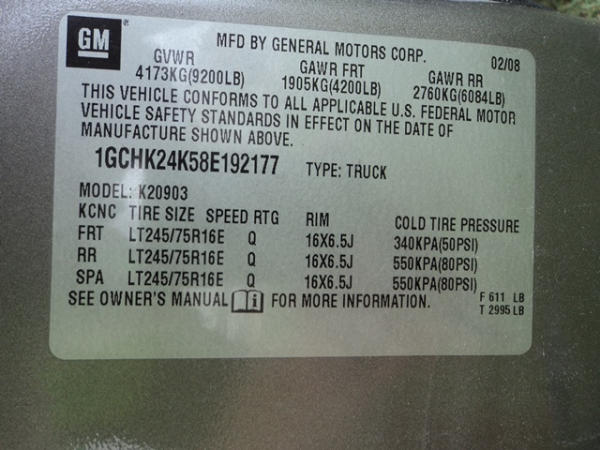 GM
MFD BY GENERAL MOTORS CORP. 02/08
GVWR GAWR FRT GAWR RR
4173KG(9200LB) 1905KG(4200LB) 2760KG(6084LB)
THIS VEHICLE CONFORMS TO ALL APPLICABLE U.S. FEDERAL MOTOR
VEHICLE SAFETY STANDARDS IN EFFECT ON THE DATE OF
MANUFACTURE SHOWN ABOVE.
1GCHK24K58E192177 TYPE: TRUCK
MODEL: K20903
KCNC TIRE SIZE SPEED RTG RIM COLD TIRE PRESSURE
FRT LT245/75R16E Q 16X6.5J 340KPA(50PSI)
RR LT245/75R16E Q 16X6.5J 550KPA(80PSI)
SPA LT245/75R16E Q 16X6.5J 550KPA(80PSI)
SEE OWNER'S MANUAL i FOR MORE INFORMATION. F 611 LB
T 2995 LB